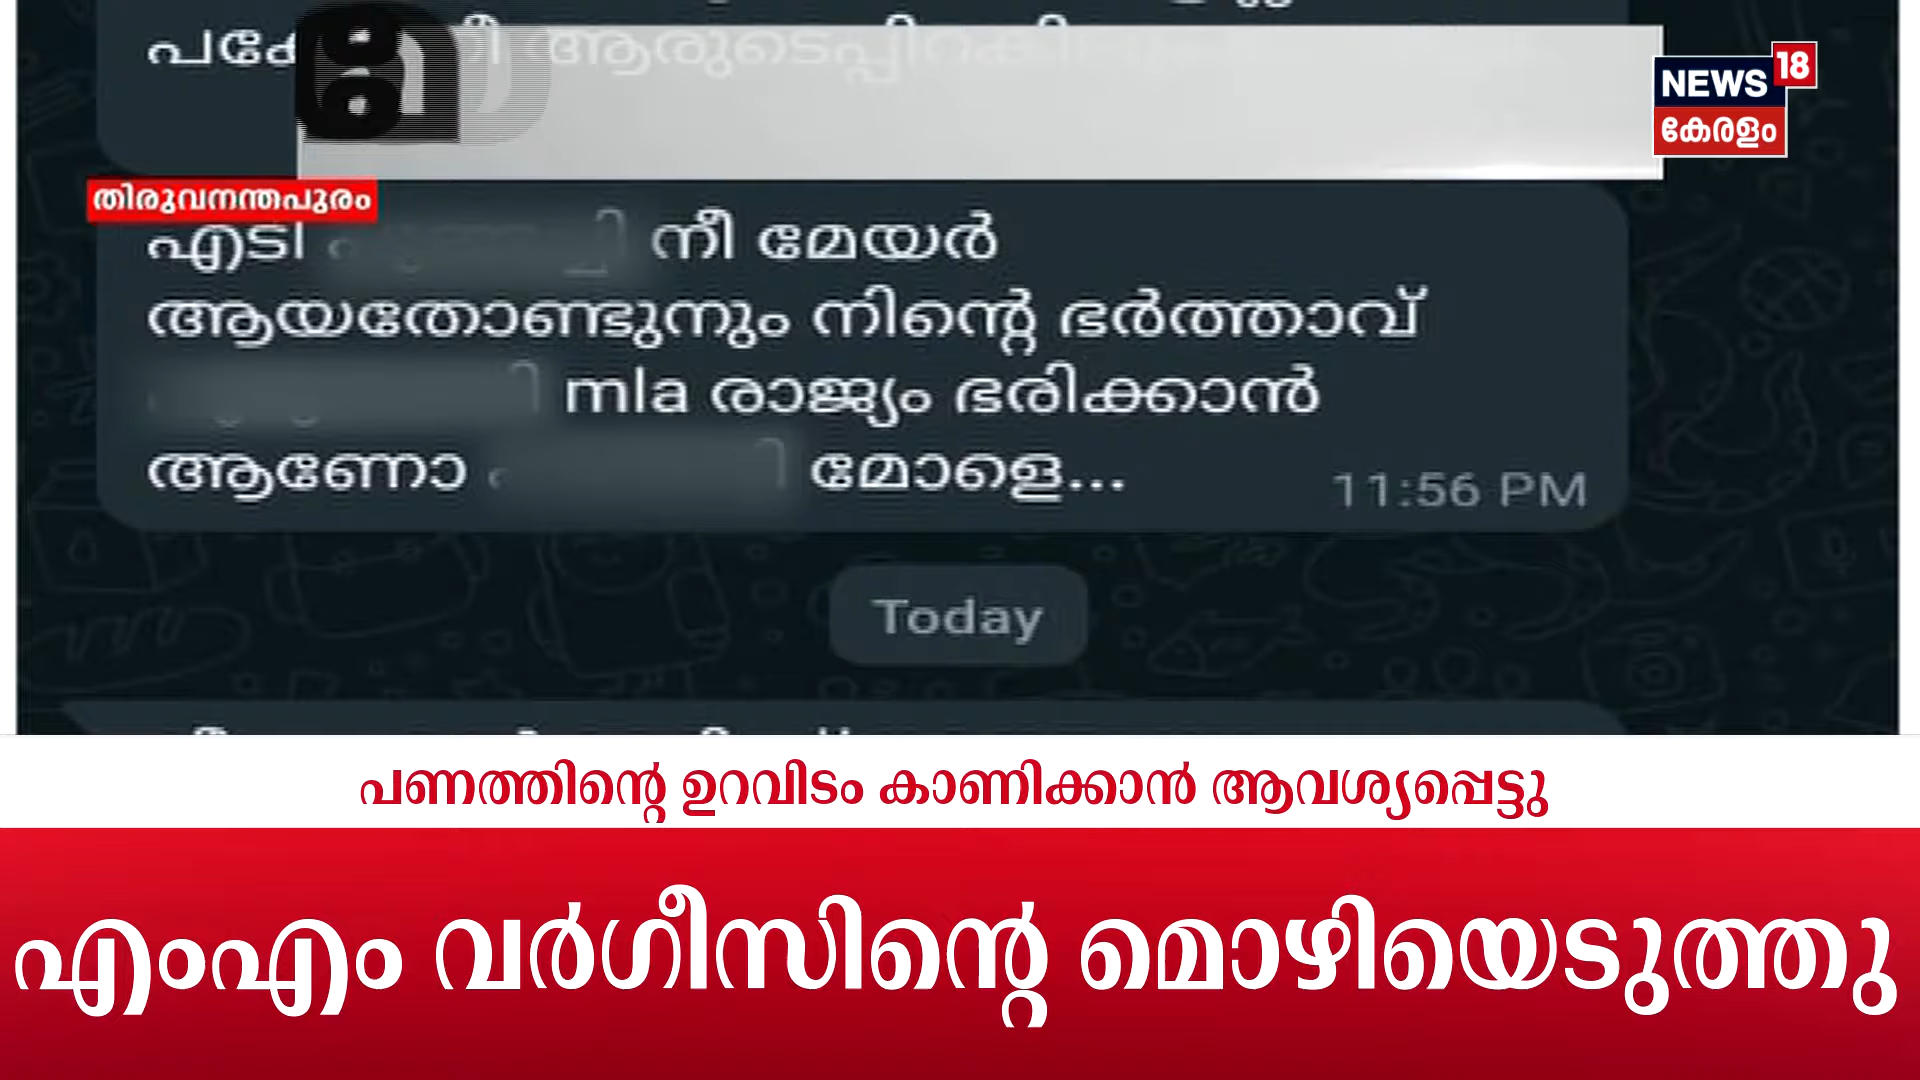 NEWS 18
കേരളം
തിരുവനന്തപുരം
എടി നീ മേയർ
ആയതോണ്ടുനും നിന്റെ ഭർത്താവ്
mla രാജ്യം ഭരിക്കാൻ
ആണോ മോളെ...
11:56 PM
Today
പണത്തിന്റെ ഉറവിടം കാണിക്കാൻ ആവശ്യപ്പെട്ടു
എംഎം വർഗീസിന്റെ മൊഴിയെടുത്തു